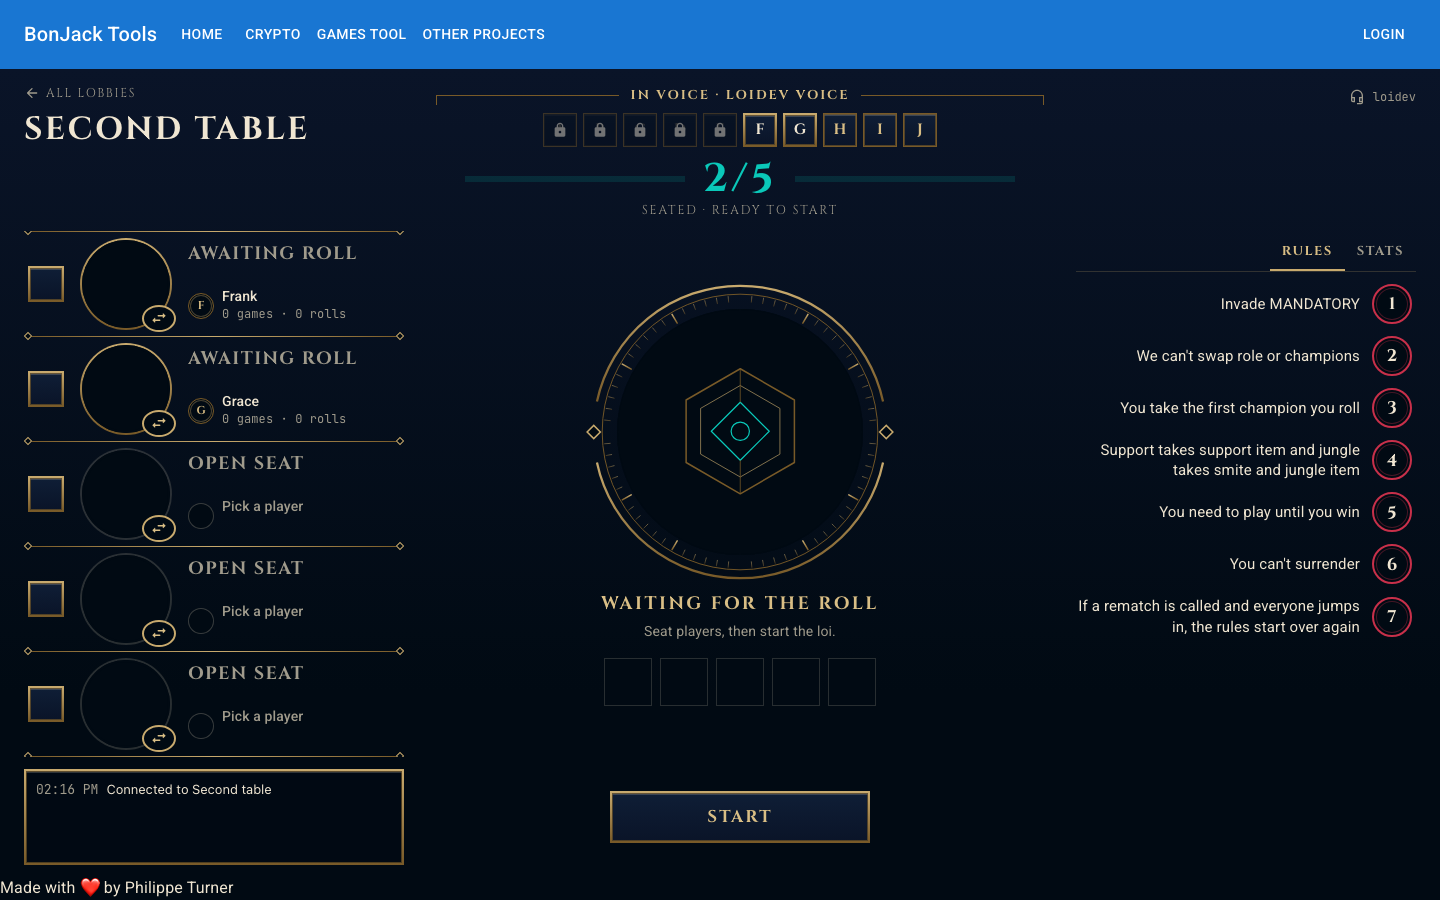 BonJack Tools HOME CRYPTO GAMES TOOL OTHER PROJECTS LOGIN
ALL LOBBIES
SECOND TABLE
IN VOICE · LOIDEV VOICE
F G H I J
2/5
SEATED · READY TO START
loidev
AWAITING ROLL
F Frank
0 games · 0 rolls
AWAITING ROLL
G Grace
0 games · 0 rolls
OPEN SEAT
Pick a player
OPEN SEAT
Pick a player
OPEN SEAT
Pick a player
02:16 PM Connected to Second table
WAITING FOR THE ROLL
Seat players, then start the loi.
START
RULES STATS
Invade MANDATORY 1
We can't swap role or champions 2
You take the first champion you roll 3
Support takes support item and jungle
takes smite and jungle item 4
You need to play until you win 5
You can't surrender 6
If a rematch is called and everyone jumps
in, the rules start over again 7
Made with ❤️ by Philippe Turner